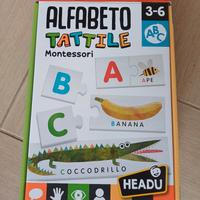 ALFABETO
TATTILE
Montessori
3-6
ABC
A
APE
B
BANANA
C
COCCODRILLO
HEADU